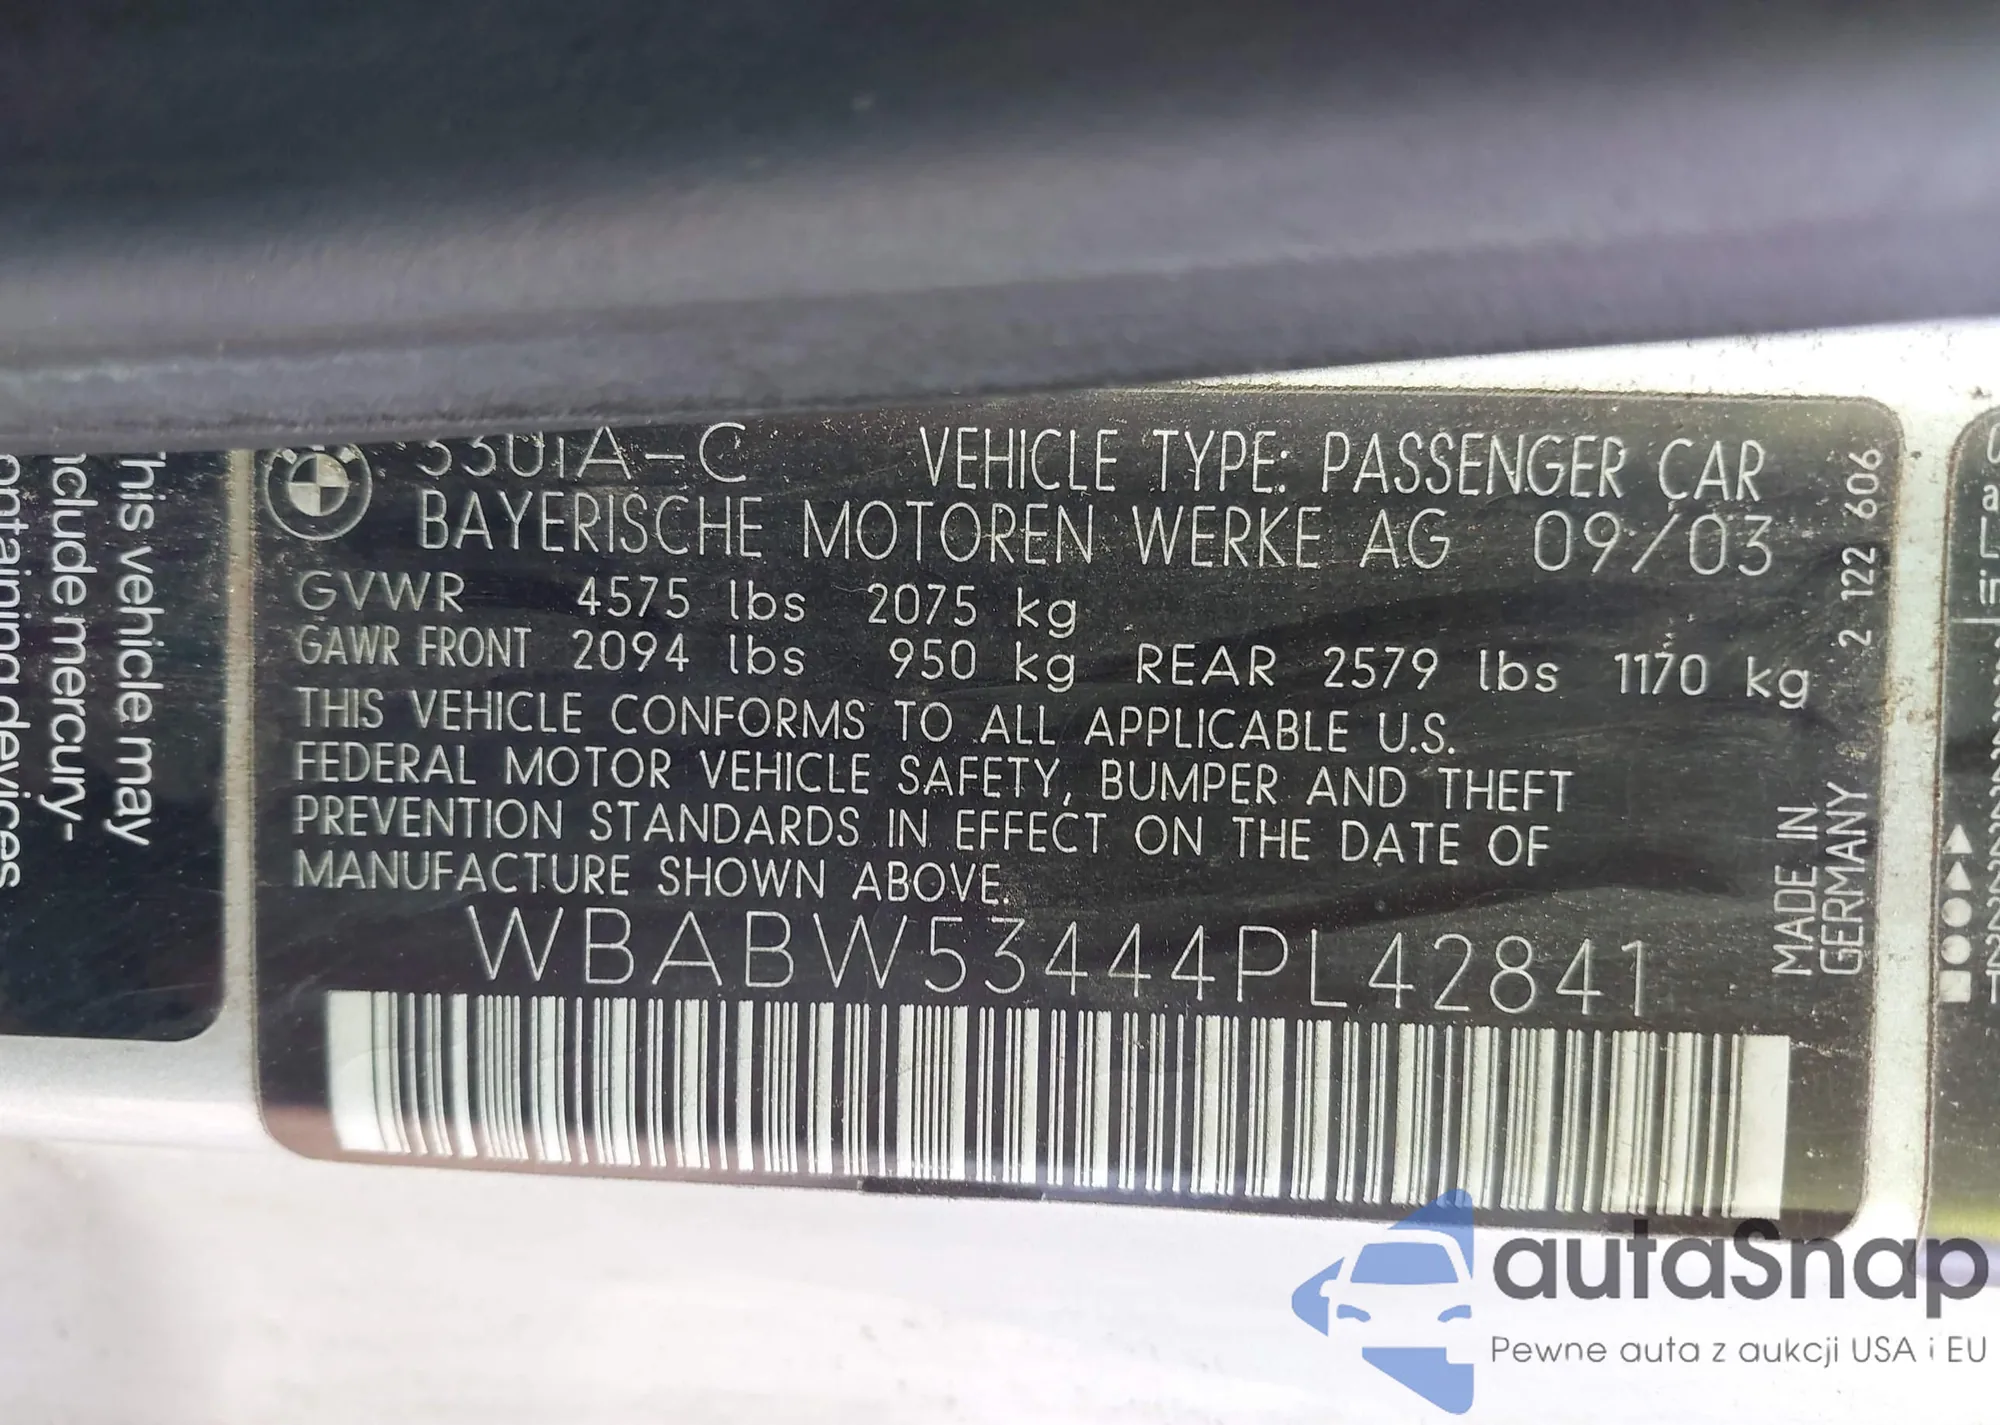 330iA-C VEHICLE TYPE: PASSENGER CAR
BAYERISCHE MOTOREN WERKE AG 09/03
GVWR 4575 lbs 2075 kg
GAWR FRONT 2094 lbs 950 kg REAR 2579 lbs 1170 kg
THIS VEHICLE CONFORMS TO ALL APPLICABLE U.S.
FEDERAL MOTOR VEHICLE SAFETY, BUMPER AND THEFT
PREVENTION STANDARDS IN EFFECT ON THE DATE OF
MANUFACTURE SHOWN ABOVE.
WBABW53444PL42841
MADE IN
GERMANY 2 122 606
This vehicle may
include mercury-
containing devices
autaSnap
Pewne auta z aukcji USA i EU